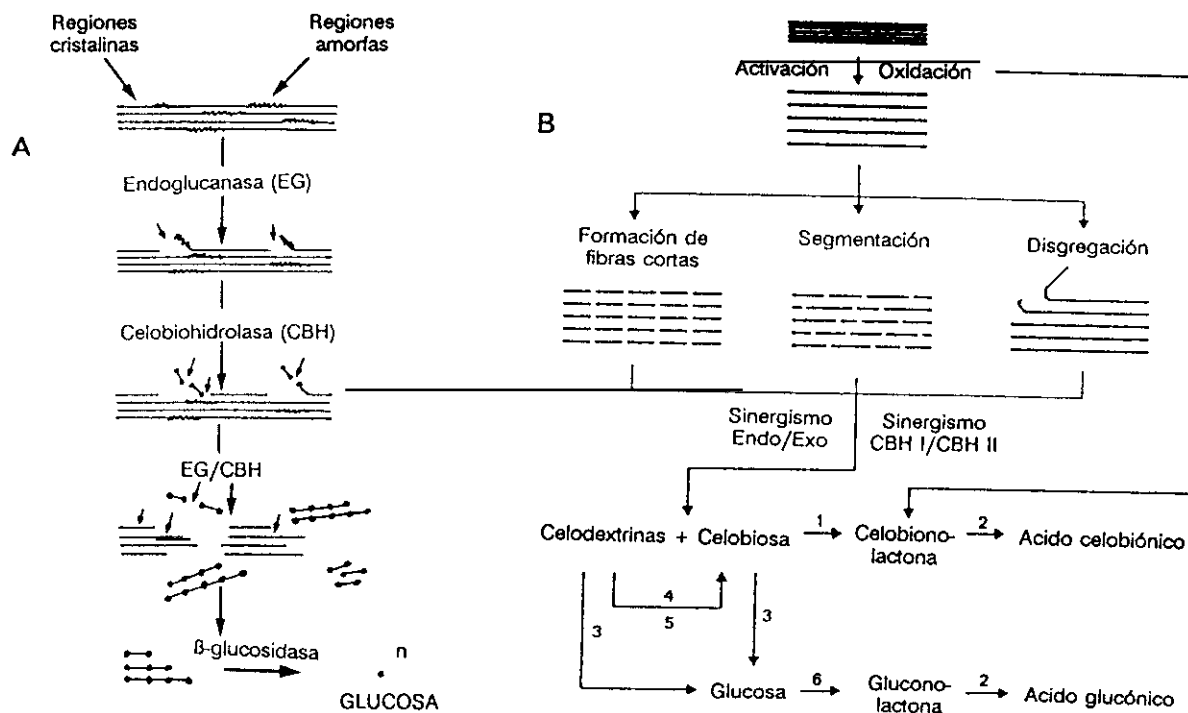 Regiones
cristalinas
Regiones
amorfas
A
Endoglucanasa (EG)
Celobiohidrolasa (CBH)
EG/CBH
ß-glucosidasa
n
GLUCOSA
B
Activación
Oxidación
Formación de
fibras cortas
Segmentación
Disgregación
Sinergismo
Endo/Exo
Sinergismo
CBH I/CBH II
Celodextrinas + Celobiosa
1
Celobiono-
lactona
2
Acido celobiónico
3
4
5
3
Glucosa
6
Glucono-
lactona
2
Acido glucónico